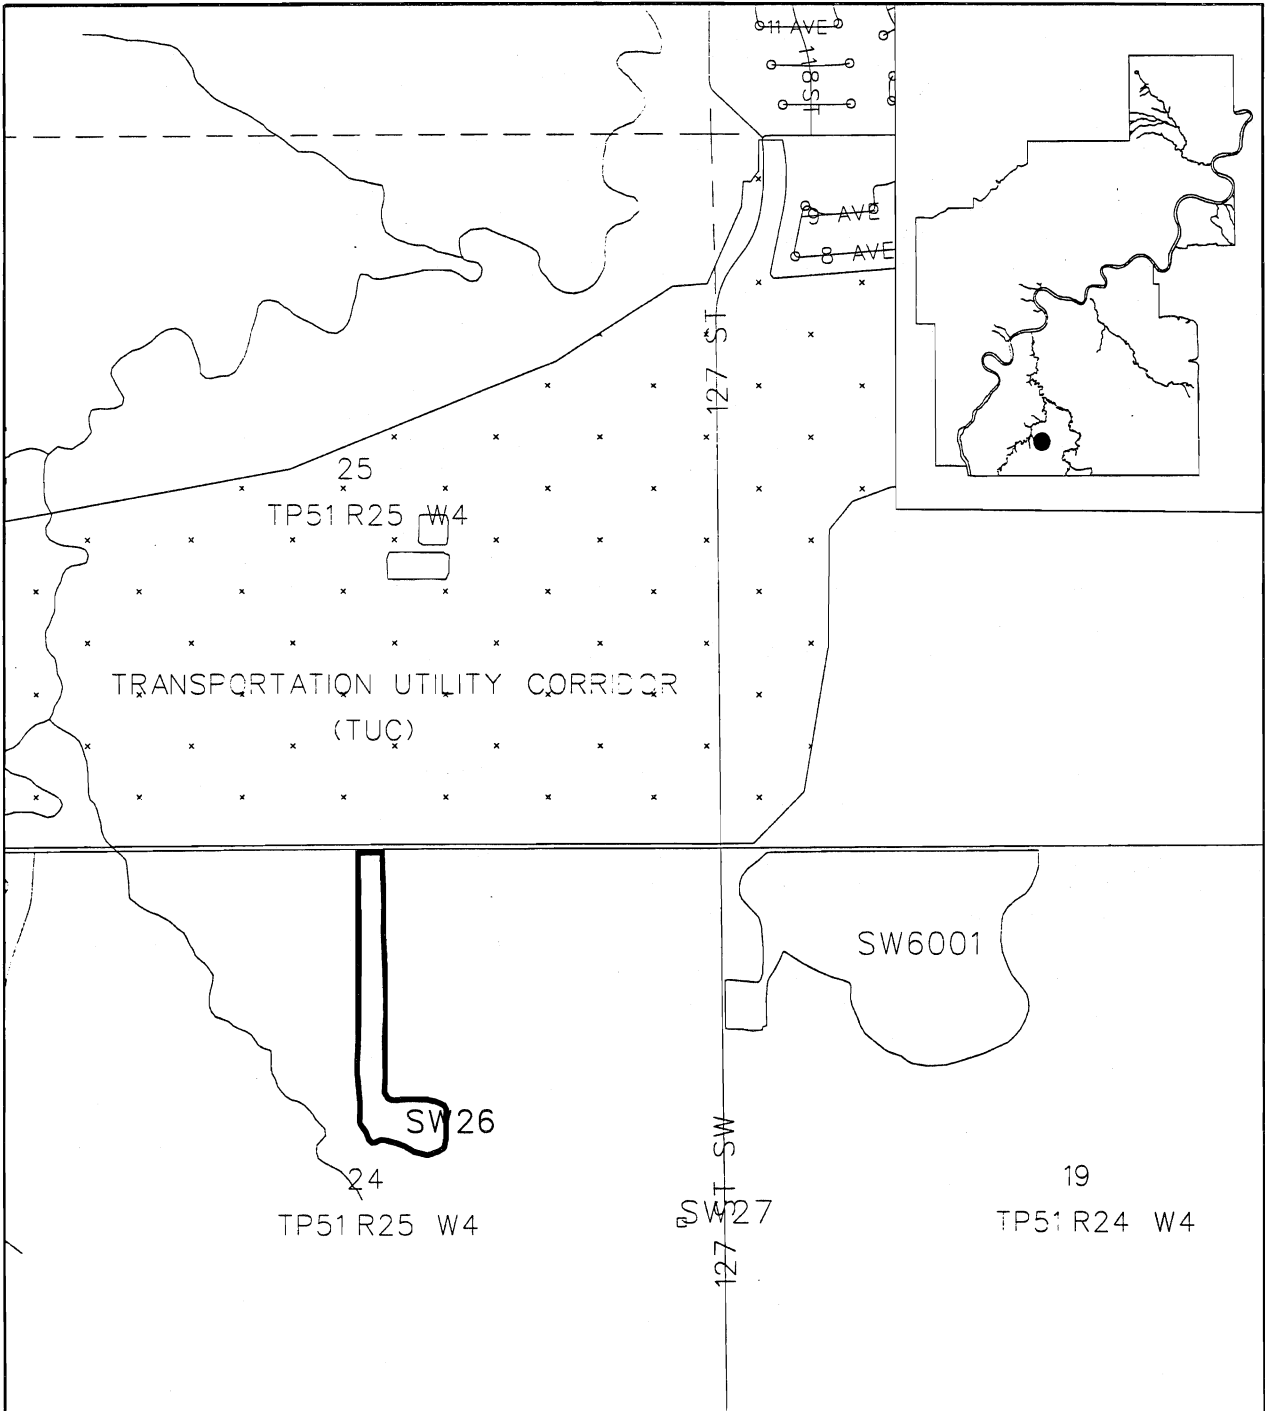 11 AVE
118 ST
9 AVE
8 AVE
127 ST
25
TP51 R25 W4
TRANSPORTATION UTILITY CORRIDOR
(TUC)
SW6001
SW26
127 ST SW
24
TP51 R25 W4
SW27
19
TP51 R24 W4